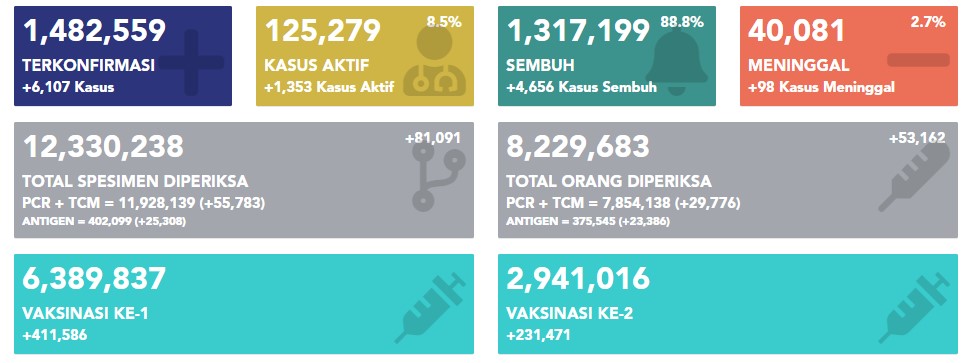 1,482,559
TERKONFIRMASI
+6,107 Kasus
8.5%
125,279
KASUS AKTIF
+1,353 Kasus Aktif
88.8%
1,317,199
SEMBUH
+4,656 Kasus Sembuh
2.7%
40,081
MENINGGAL
+98 Kasus Meninggal
+81,091
12,330,238
TOTAL SPESIMEN DIPERIKSA
PCR + TCM = 11,928,139 (+55,783)
ANTIGEN = 402,099 (+25,308)
+53,162
8,229,683
TOTAL ORANG DIPERIKSA
PCR + TCM = 7,854,138 (+29,776)
ANTIGEN = 375,545 (+23,386)
6,389,837
VAKSINASI KE-1
+411,586
2,941,016
VAKSINASI KE-2
+231,471